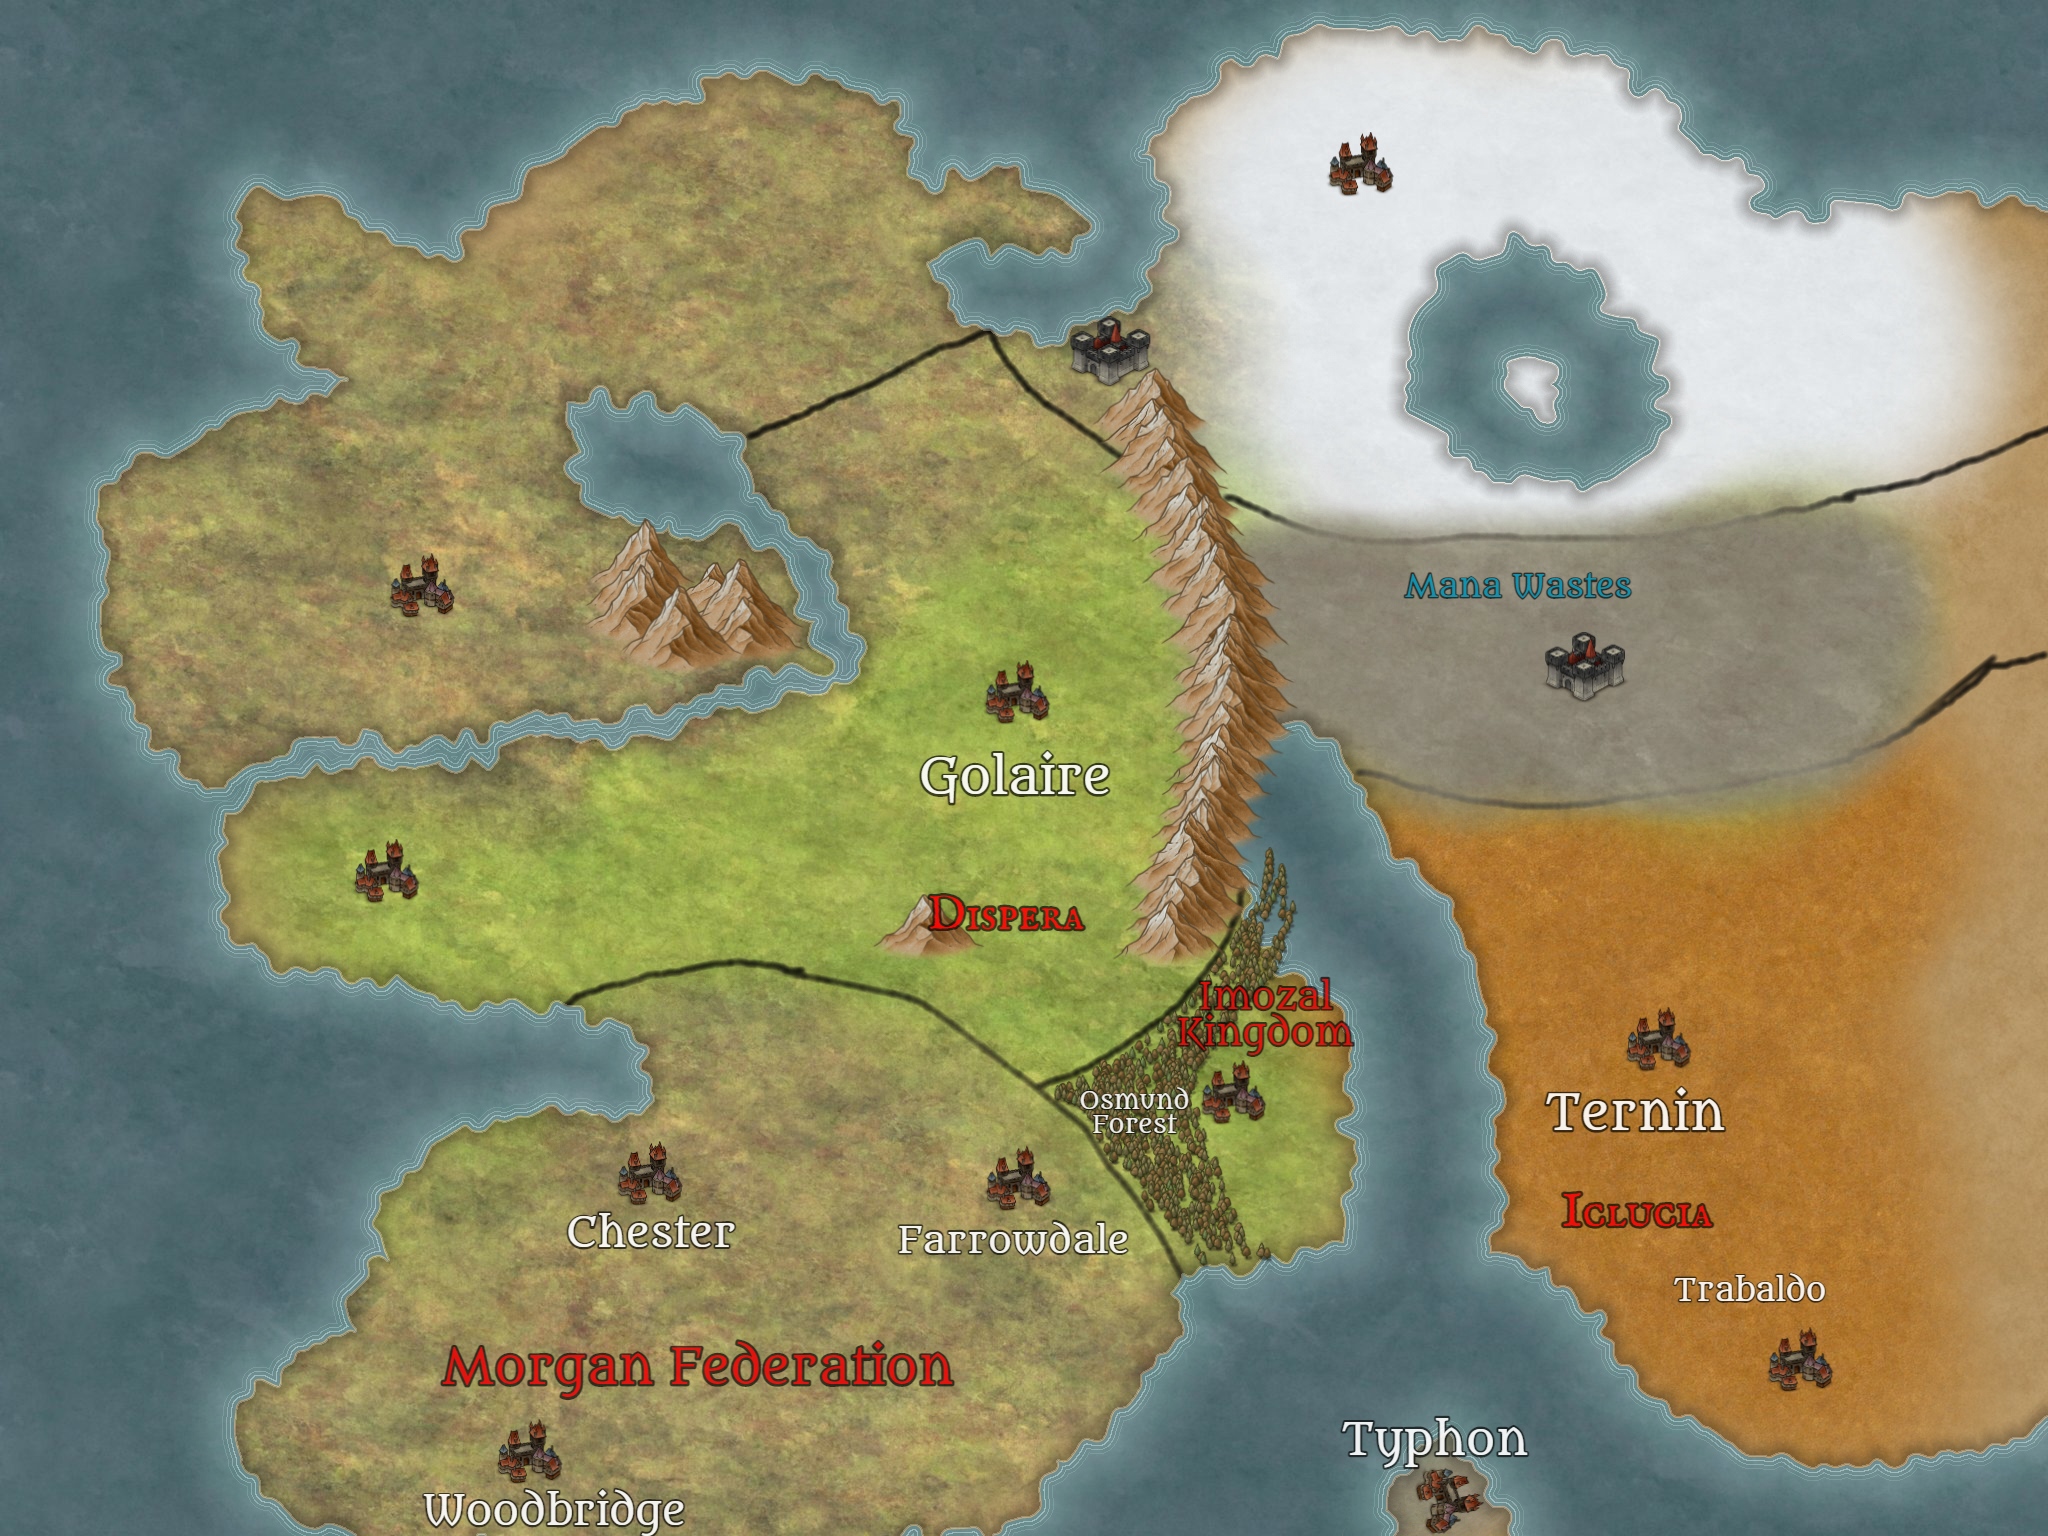 Mana Wastes
Golaire
Dispera
Imozal
Kingdom
Osmund
Forest
Ternin
Iclucia
Chester
Farrowdale
Trabaldo
Morgan Federation
Typhon
Woodbridge